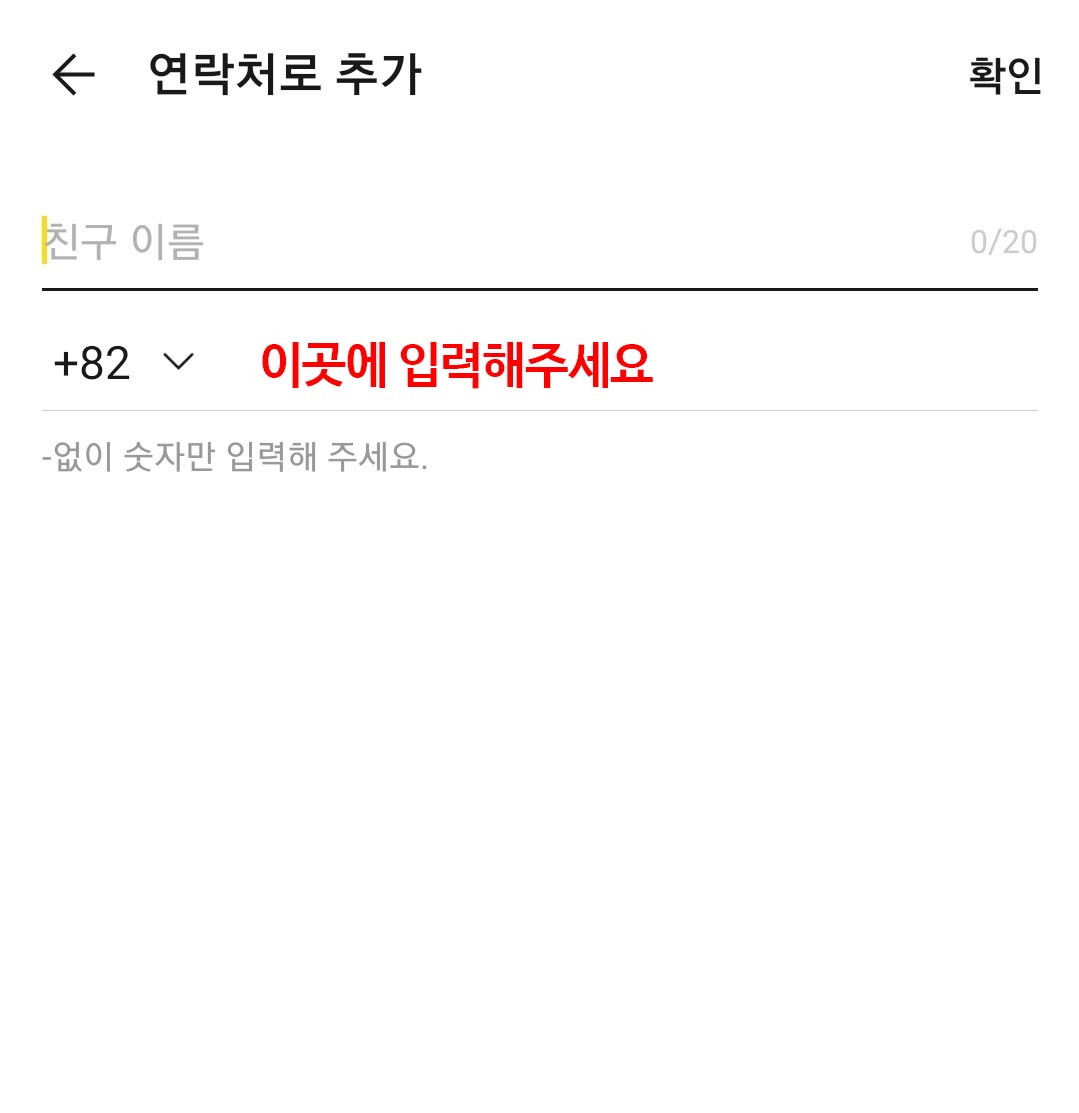 연락처로 추가
확인
친구 이름
0/20
+82
이곳에 입력해주세요
-없이 숫자만 입력해 주세요.